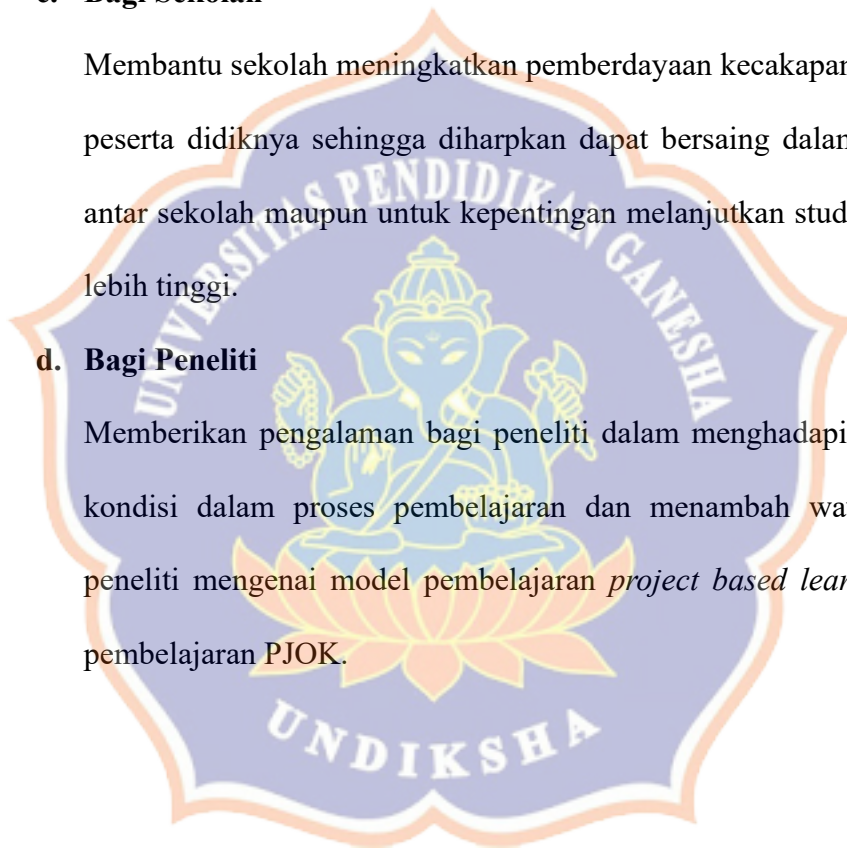 c. Bagi Sekolah
Membantu sekolah meningkatkan pemberdayaan kecakapan
peserta didiknya sehingga diharpkan dapat bersaing dalam
antar sekolah maupun untuk kepentingan melanjutkan stud
lebih tinggi.
d. Bagi Peneliti
Memberikan pengalaman bagi peneliti dalam menghadapi
kondisi dalam proses pembelajaran dan menambah wa
peneliti mengenai model pembelajaran project based lear
pembelajaran PJOK.
UNIVERSITAS PENDIDIKAN GANESHA
UNDIKSHA